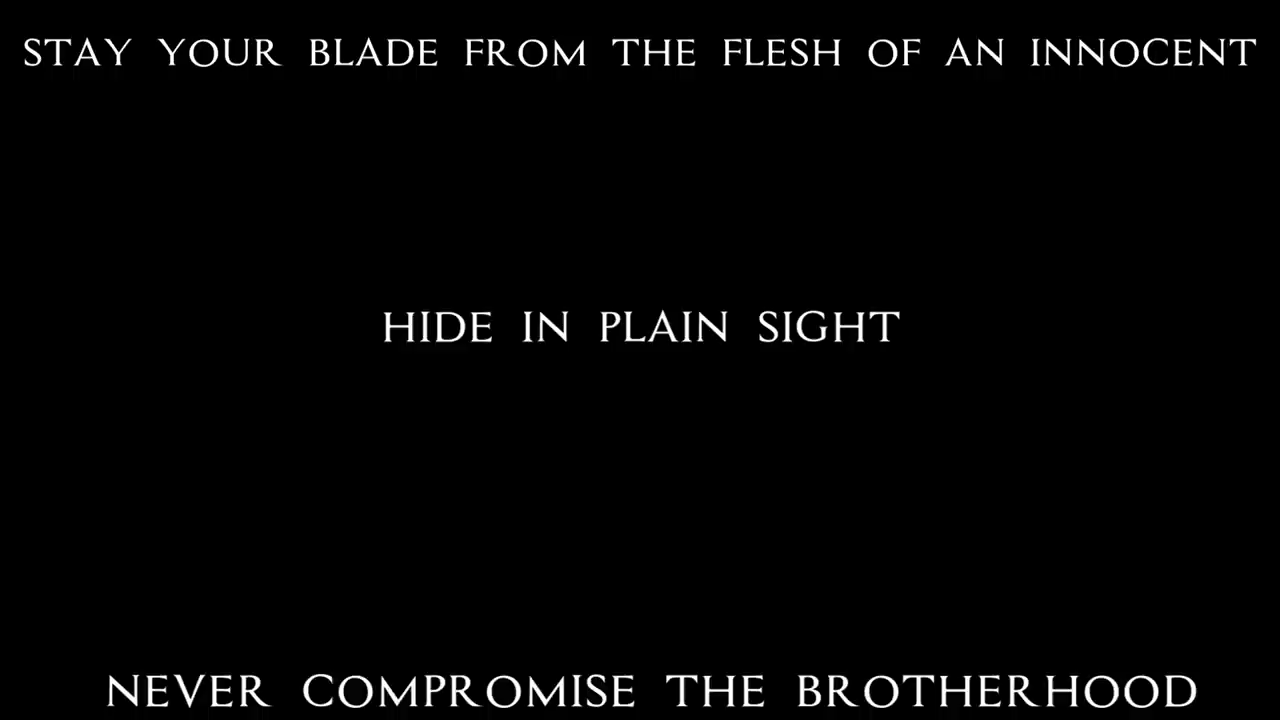 STAY YOUR BLADE FROM THE FLESH OF AN INNOCENT
HIDE IN PLAIN SIGHT
NEVER COMPROMISE THE BROTHERHOOD